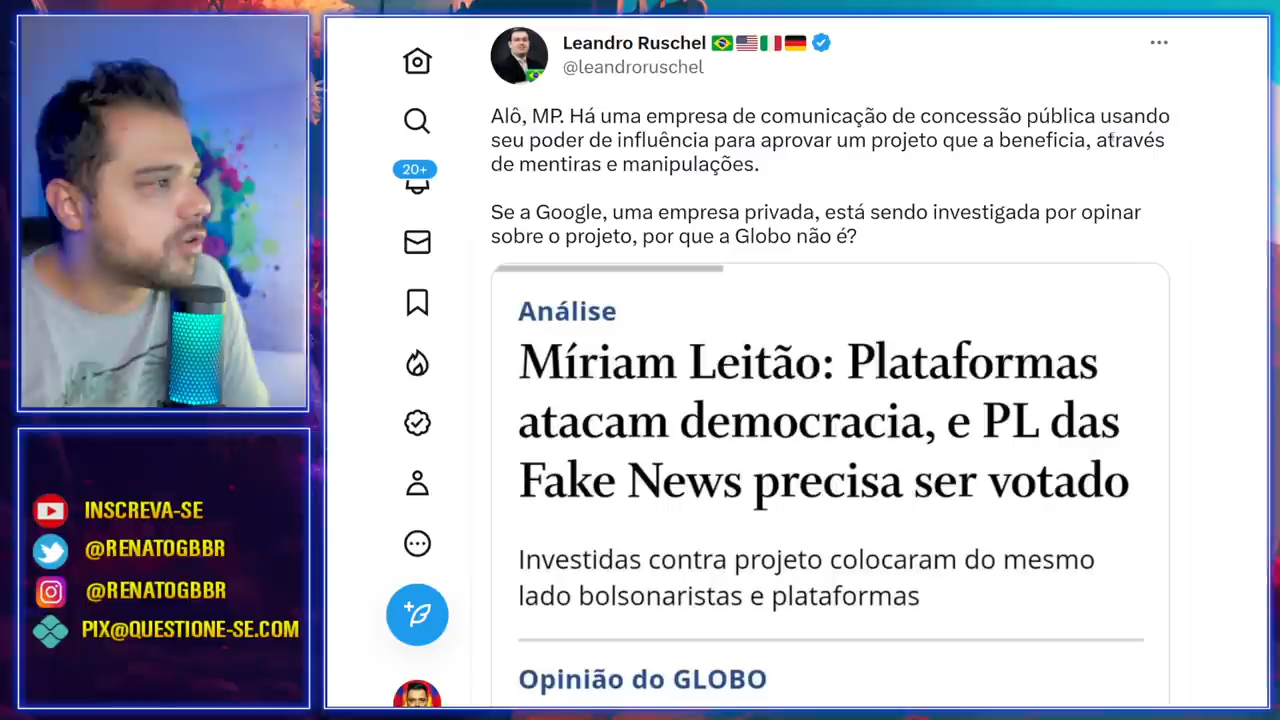 Leandro Ruschel 🇧🇷🇺🇸🇮🇹🇩🇪
@leandroruschel
Alô, MP. Há uma empresa de comunicação de concessão pública usando
seu poder de influência para aprovar um projeto que a beneficia, através
de mentiras e manipulações.
Se a Google, uma empresa privada, está sendo investigada por opinar
sobre o projeto, por que a Globo não é?
20+
Análise
Míriam Leitão: Plataformas
atacam democracia, e PL das
Fake News precisa ser votado
Investidas contra projeto colocaram do mesmo
lado bolsonaristas e plataformas
Opinião do GLOBO
INSCREVA-SE
@RENATOGBBR
@RENATOGBBR
PIX@QUESTIONE-SE.COM